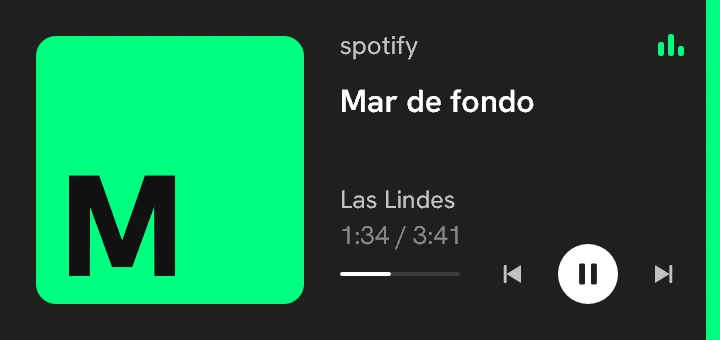 spotify
Mar de fondo
Las Lindes
1:34 / 3:41
M